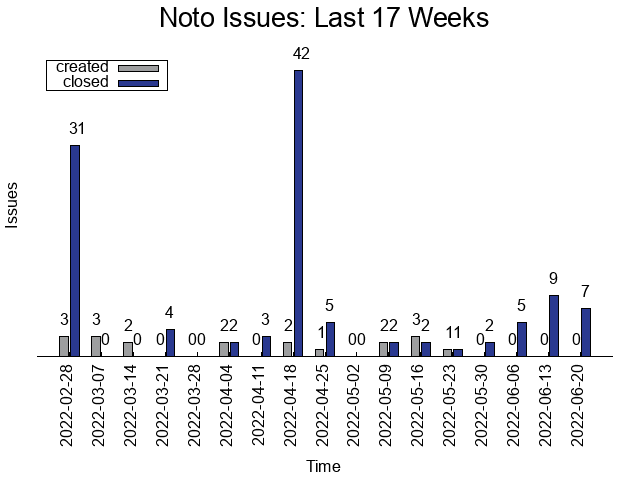 Noto Issues: Last 17 Weeks
created
closed
Issues
3 31 3 0 2 0 0 4 0 0 2 2 0 3 2 42 1 5 0 0 2 2 3 2 1 1 0 2 0 5 0 9 0 7
2022-02-28 2022-03-07 2022-03-14 2022-03-21 2022-03-28 2022-04-04 2022-04-11 2022-04-18 2022-04-25 2022-05-02 2022-05-09 2022-05-16 2022-05-23 2022-05-30 2022-06-06 2022-06-13 2022-06-20
Time